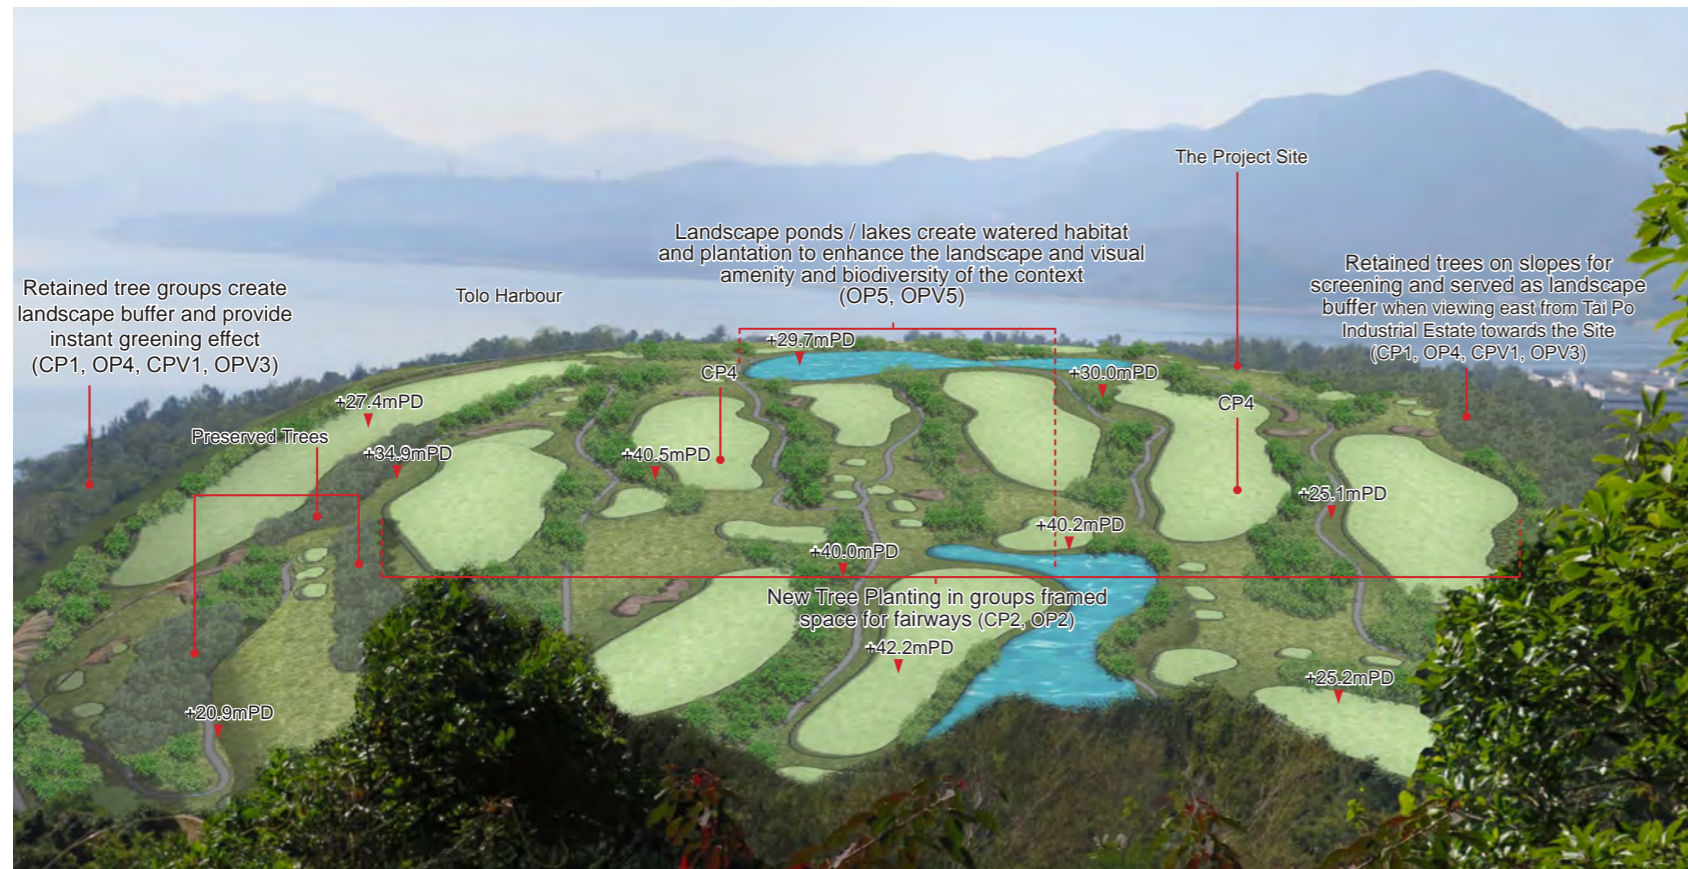 The Project Site
Landscape ponds / lakes create watered habitat
and plantation to enhance the landscape and visual
amenity and biodiversity of the context
(OP5, OPV5)
Retained trees on slopes for
screening and served as landscape
buffer when viewing east from Tai Po
Industrial Estate towards the Site
(CP1, OP4, CPV1, OPV3)
Retained tree groups create
landscape buffer and provide
instant greening effect
(CP1, OP4, CPV1, OPV3)
Tolo Harbour
+29.7mPD
CP4
+30.0mPD
CP4
+27.4mPD
Preserved Trees
+34.9mPD
+40.5mPD
+25.1mPD
+40.2mPD
+40.0mPD
New Tree Planting in groups framed
space for fairways (CP2, OP2)
+42.2mPD
+25.2mPD
+20.9mPD